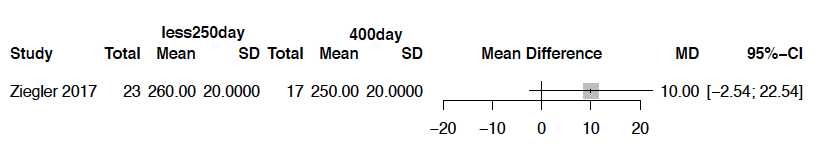 less250day 400day
Study Total Mean SD Total Mean SD Mean Difference MD 95%−CI
Ziegler 2017 23 260.00 20.0000 17 250.00 20.0000 10.00 [−2.54; 22.54]
−20 −10 0 10 20